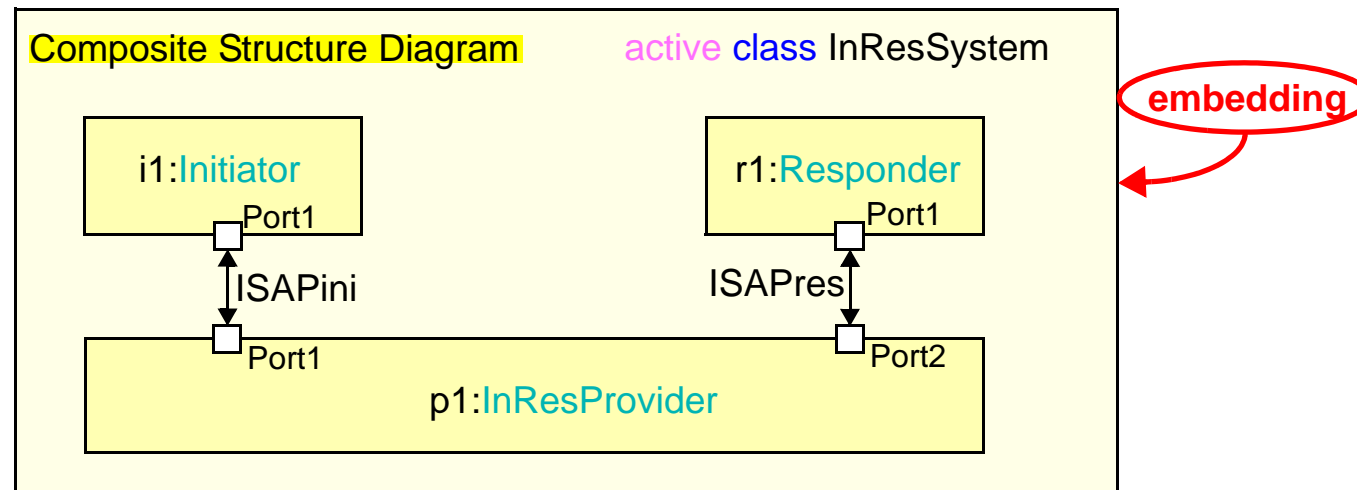 Composite Structure Diagram active class InResSystem
embedding
i1:Initiator r1:Responder
Port1 Port1
ISAPini ISAPres
Port1 Port2
p1:InResProvider